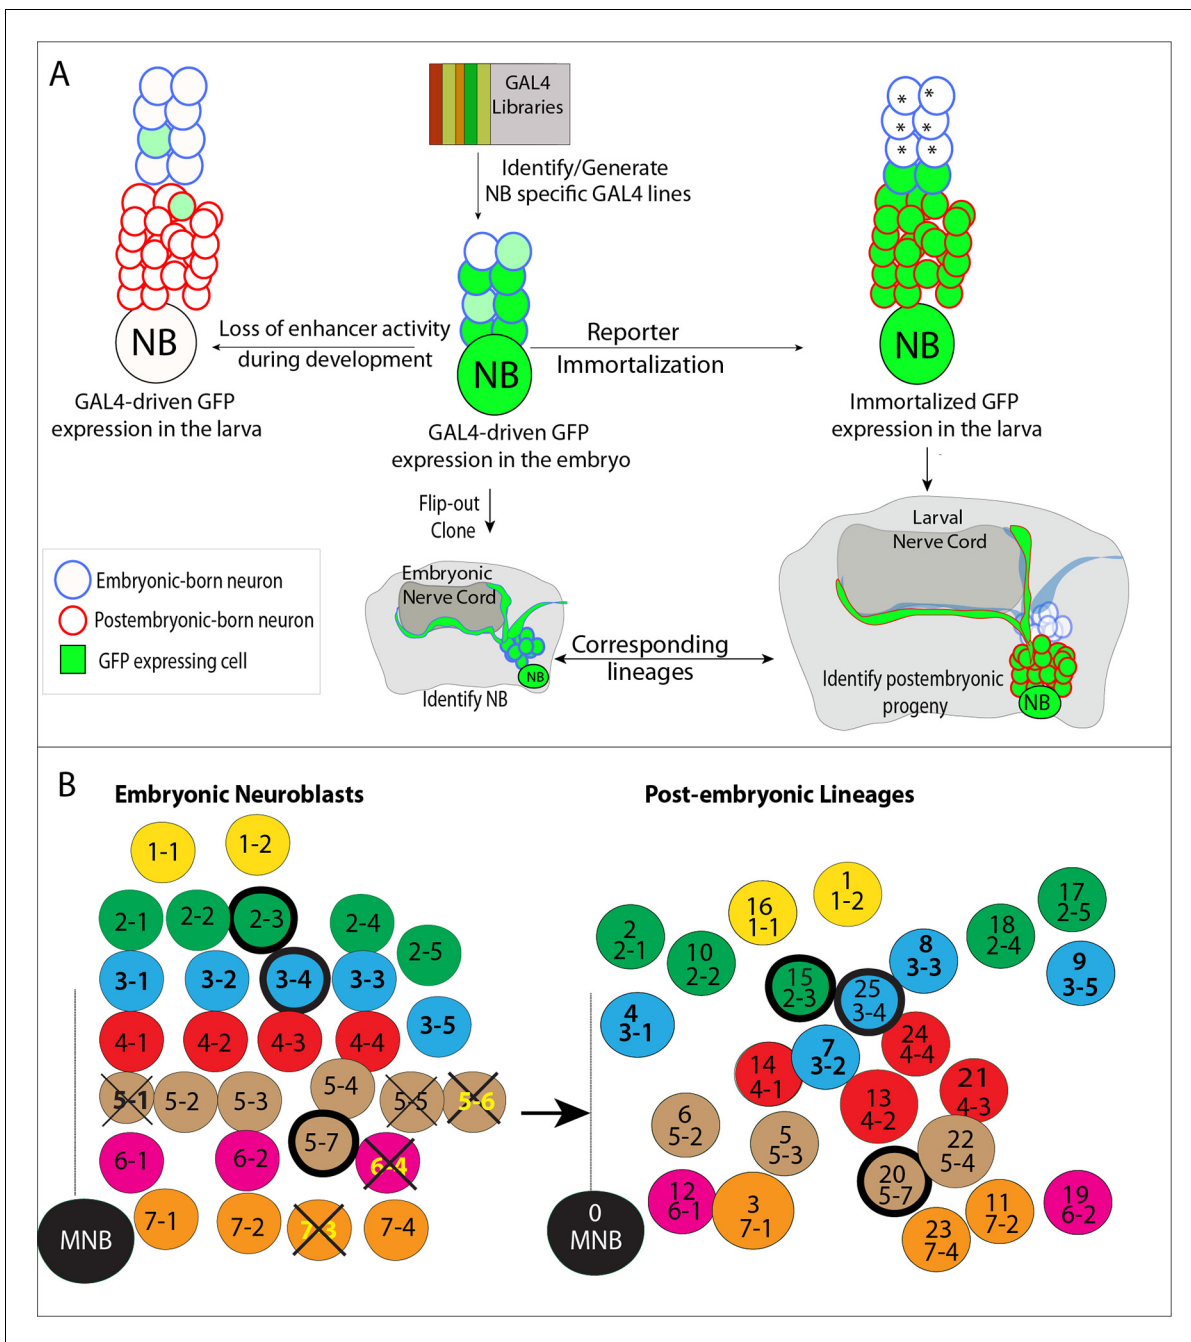 A
GAL4
Libraries
Identify/Generate
NB specific GAL4 lines
* *
* *
* *
NB
Loss of enhancer activity
during development
NB
Reporter
Immortalization
NB
GAL4-driven GFP
expression in the larva
GAL4-driven GFP
expression in the embryo
Immortalized GFP
expression in the larva
Flip-out
Clone
Embryonic-born neuron
Postembryonic-born neuron
GFP expressing cell
Embryonic
Nerve Cord
NB
Identify NB
Corresponding
lineages
Larval
Nerve Cord
Identify postembryonic
progeny
NB
B
Embryonic Neuroblasts
1-1 1-2
2-1 2-2 2-3 2-4 2-5
3-1 3-2 3-4 3-3 3-5
4-1 4-2 4-3 4-4
5-1 5-2 5-3 5-4 5-5 5-6
5-7
6-1 6-2 6-4
7-1 7-2 7-3 7-4
MNB
Post-embryonic Lineages
1
1-2
16
1-1
17
2-5
2
2-1
10
2-2
18
2-4
8
3-3
9
3-5
15
2-3
25
3-4
4
3-1
7
3-2
24
4-4
14
4-1
13
4-2
21
4-3
6
5-2
5
5-3
22
5-4
20
5-7
12
6-1
3
7-1
11
7-2
19
6-2
23
7-4
0
MNB